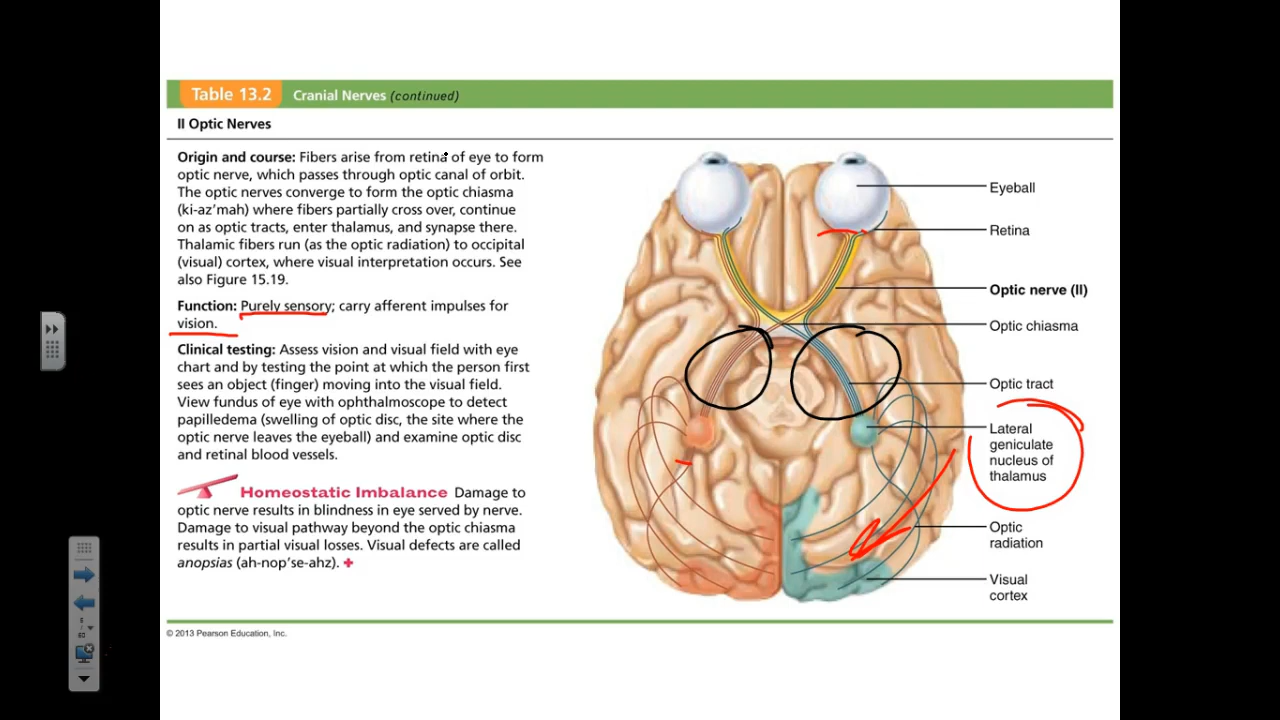 Table 13.2 Cranial Nerves (continued)
II Optic Nerves
Origin and course: Fibers arise from retina of eye to form
optic nerve, which passes through optic canal of orbit.
The optic nerves converge to form the optic chiasma
(ki-az’mah) where fibers partially cross over, continue
on as optic tracts, enter thalamus, and synapse there.
Thalamic fibers run (as the optic radiation) to occipital
(visual) cortex, where visual interpretation occurs. See
also Figure 15.19.
Function: Purely sensory; carry afferent impulses for
vision.
Clinical testing: Assess vision and visual field with eye
chart and by testing the point at which the person first
sees an object (finger) moving into the visual field.
View fundus of eye with ophthalmoscope to detect
papilledema (swelling of optic disc, the site where the
optic nerve leaves the eyeball) and examine optic disc
and retinal blood vessels.
Homeostatic Imbalance Damage to
optic nerve results in blindness in eye served by nerve.
Damage to visual pathway beyond the optic chiasma
results in partial visual losses. Visual defects are called
anopsias (ah-nop’se-ahz).
Eyeball
Retina
Optic nerve (II)
Optic chiasma
Optic tract
Lateral
geniculate
nucleus of
thalamus
Optic
radiation
Visual
cortex
© 2013 Pearson Education, Inc.